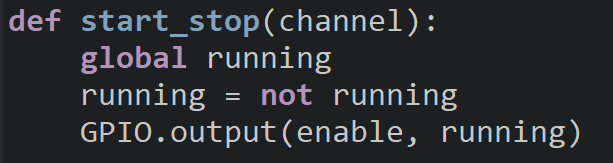 def start_stop(channel):
    global running
    running = not running
    GPIO.output(enable, running)